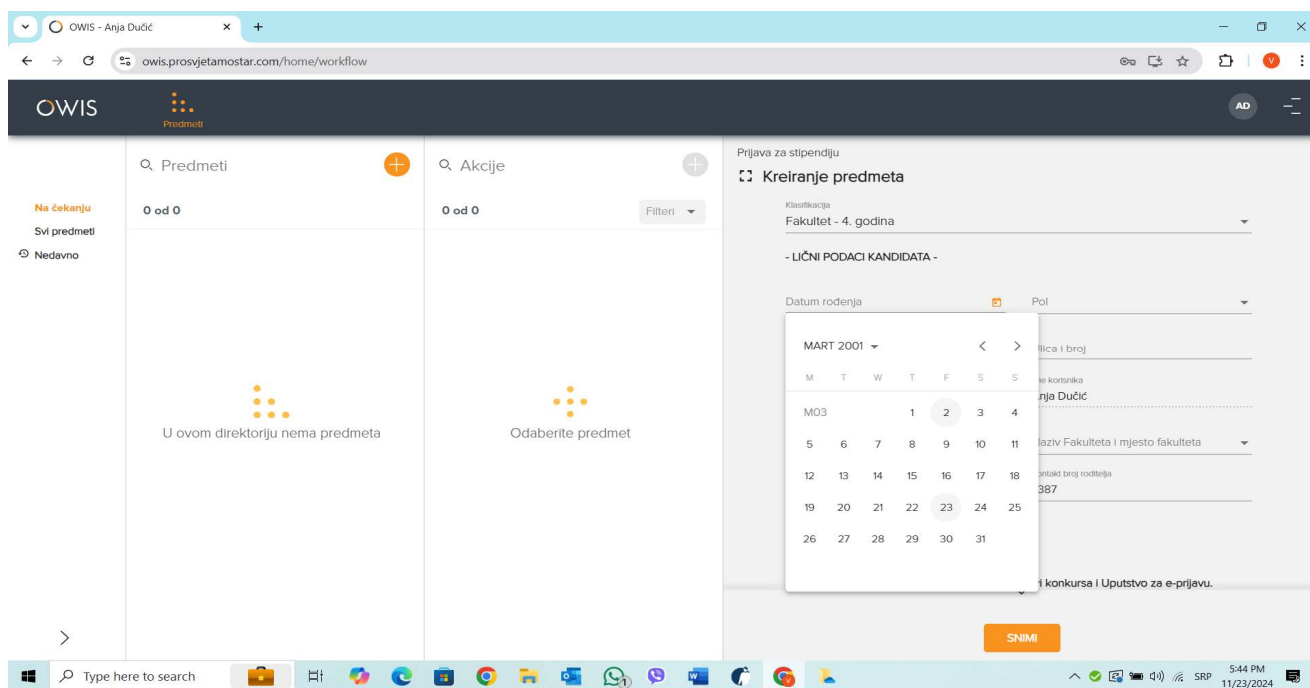 OWIS - Anja Dučić
owis.prosvjetamostar.com/home/workflow
V
OWIS
Predmeti
AD
Na čekanju
Svi predmeti
Nedavno
Predmeti
0 od 0
U ovom direktoriju nema predmeta
Akcije
0 od 0
Filteri
Odaberite predmet
Prijava za stipendiju
Kreiranje predmeta
Klasifikacija
Fakultet - 4. godina
- LIČNI PODACI KANDIDATA -
Datum rođenja
Pol
MART 2001
M T W T F S S
M03 1 2 3 4
5 6 7 8 9 10 11
12 13 14 15 16 17 18
19 20 21 22 23 24 25
26 27 28 29 30 31
i broj
korisnika
Dučić
Fakulteta i mjesto fakulteta
broj roditelja
387
konkursa i Uputstvo za e-prijavu.
SNIMI
Type here to search
1
SRP
5:44 PM
11/23/2024